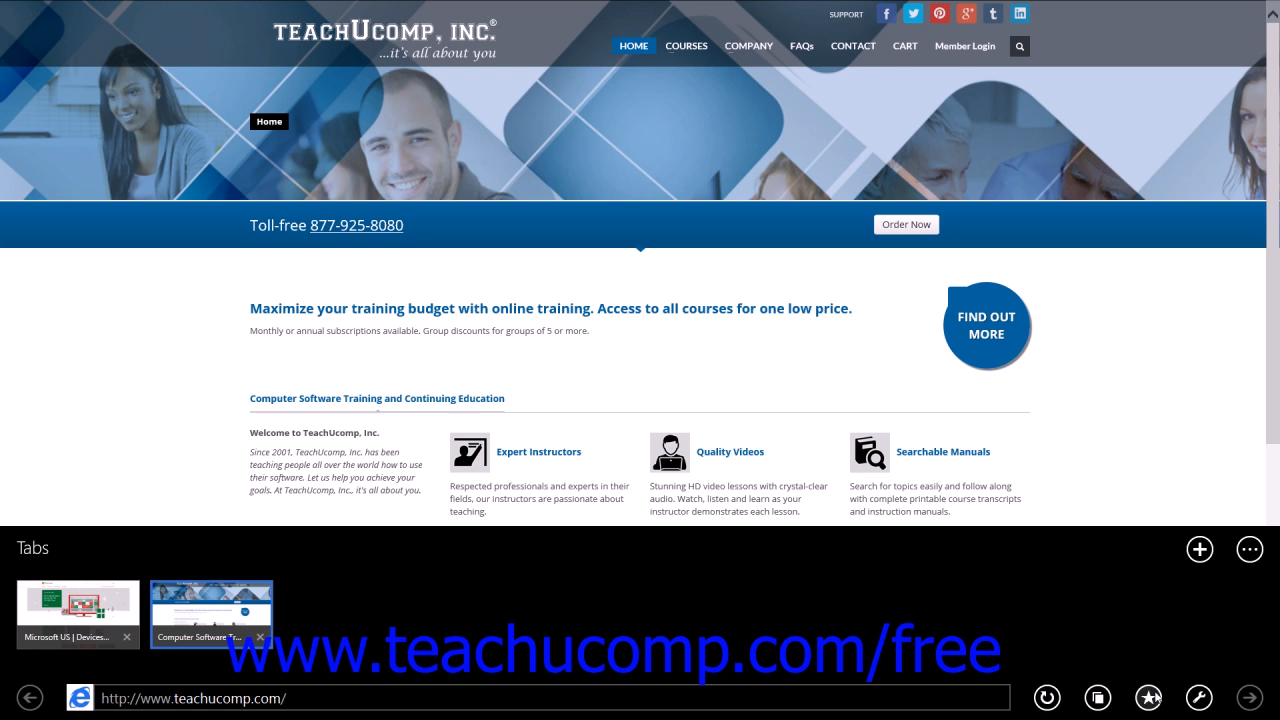 TEACHUCOMP, INC.®
...it's all about you
SUPPORT
HOME COURSES COMPANY FAQs CONTACT CART Member Login
Home
Toll-free 877-925-8080
Order Now
Maximize your training budget with online training. Access to all courses for one low price.
Monthly or annual subscriptions available. Group discounts for groups of 5 or more.
FIND OUT
MORE
Computer Software Training and Continuing Education
Welcome to TeachUcomp, Inc.
Since 2001, TeachUcomp, Inc. has been
teaching people all over the world how to use
their software. Let us help you achieve your
goals. At TeachUcomp, Inc., it's all about you.
Expert Instructors
Respected professionals and experts in their
fields, our instructors are passionate about
teaching.
Quality Videos
Stunning HD video lessons with crystal-clear
audio. Watch, listen and learn as your
instructor demonstrates each lesson.
Searchable Manuals
Search for topics easily and follow along
with complete printable course transcripts
and instruction manuals.
Tabs
Microsoft US | Devices...
Computer Software Tr...
www.teachucomp.com/free
http://www.teachucomp.com/